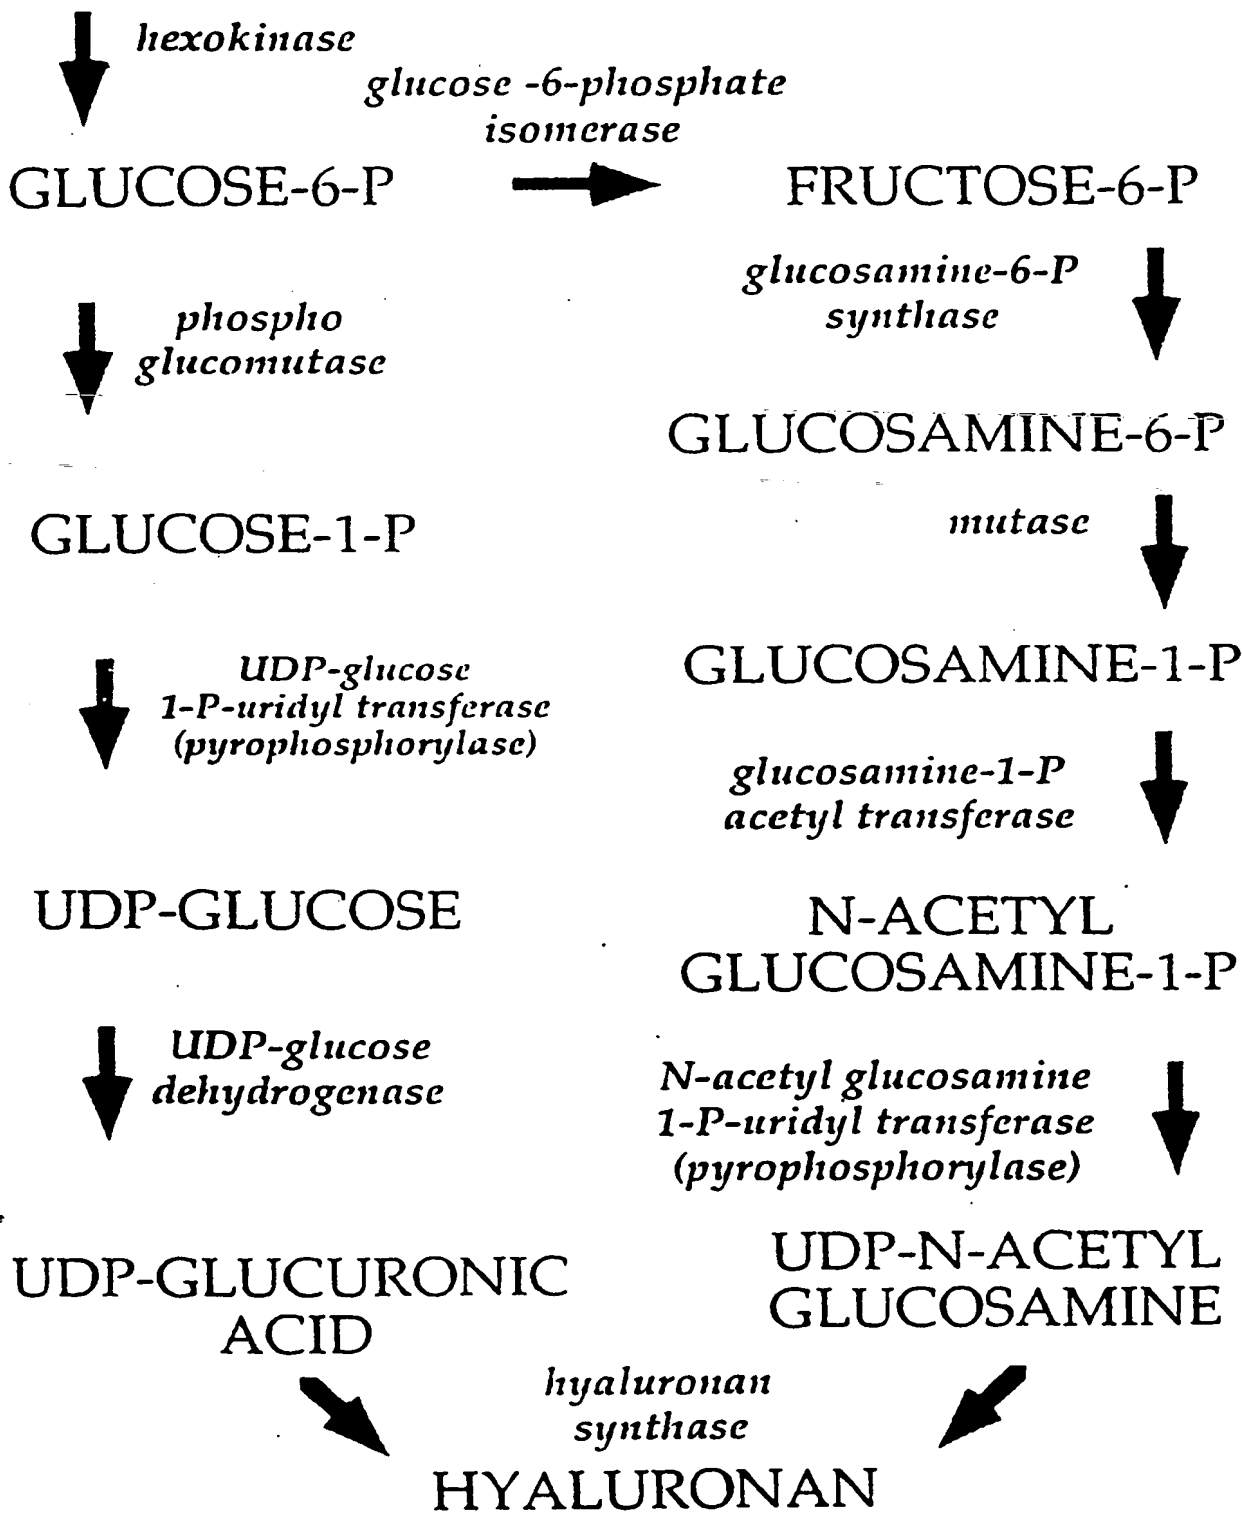 hexokinase
glucose -6-phosphate
isomerase
GLUCOSE-6-P
FRUCTOSE-6-P
glucosamine-6-P
synthase
phospho
glucomutase
GLUCOSAMINE-6-P
mutase
GLUCOSE-1-P
GLUCOSAMINE-1-P
UDP-glucose
1-P-uridyl transferase
(pyrophosphorylase)
glucosamine-1-P
acetyl transferase
UDP-GLUCOSE
N-ACETYL
GLUCOSAMINE-1-P
UDP-glucose
dehydrogenase
N-acetyl glucosamine
1-P-uridyl transferase
(pyrophosphorylase)
UDP-GLUCURONIC
ACID
UDP-N-ACETYL
GLUCOSAMINE
hyaluronan
synthase
HYALURONAN